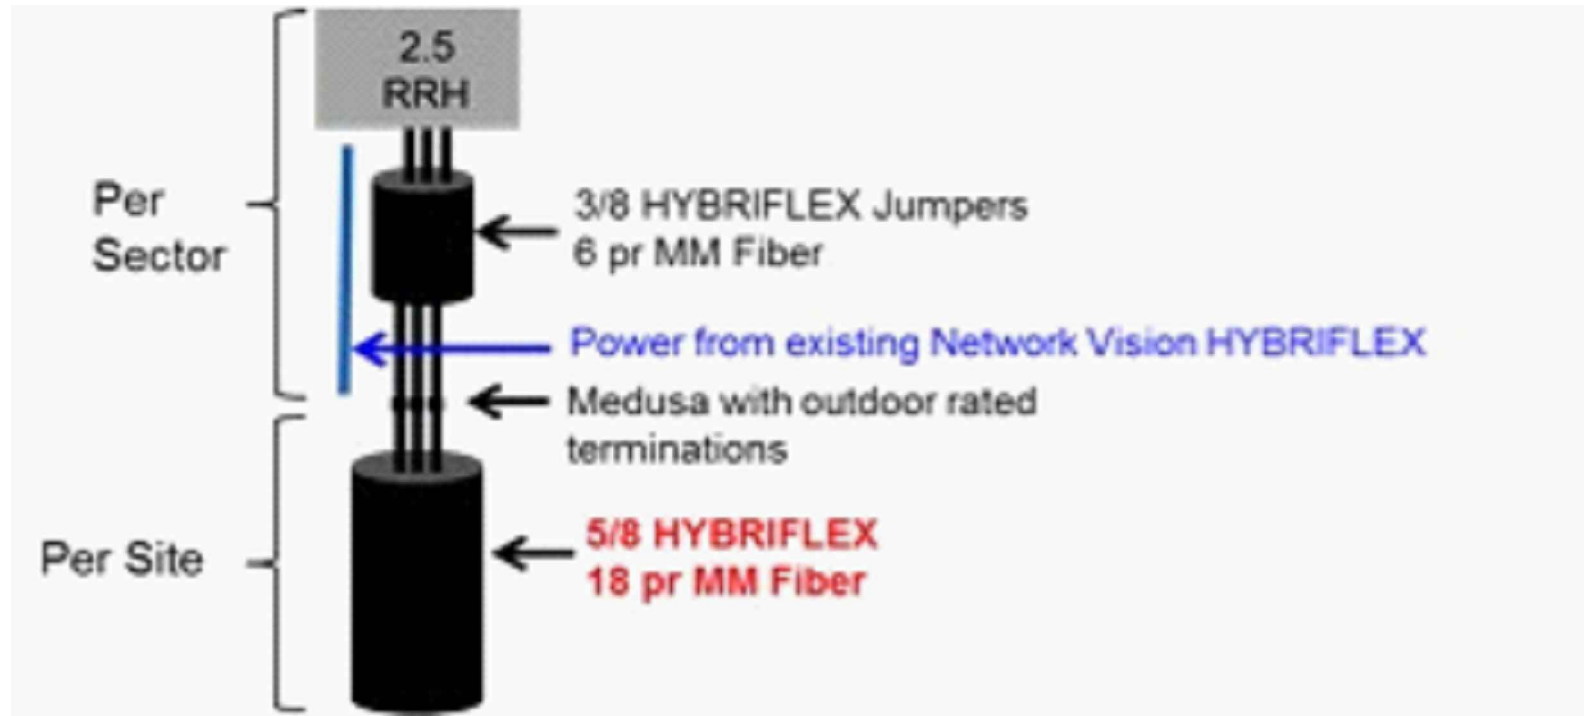 2.5
RRH
Per
Sector
3/8 HYBRIFLEX Jumpers
6 pr MM Fiber
Power from existing Network Vision HYBRIFLEX
Medusa with outdoor rated
terminations
Per Site
5/8 HYBRIFLEX
18 pr MM Fiber